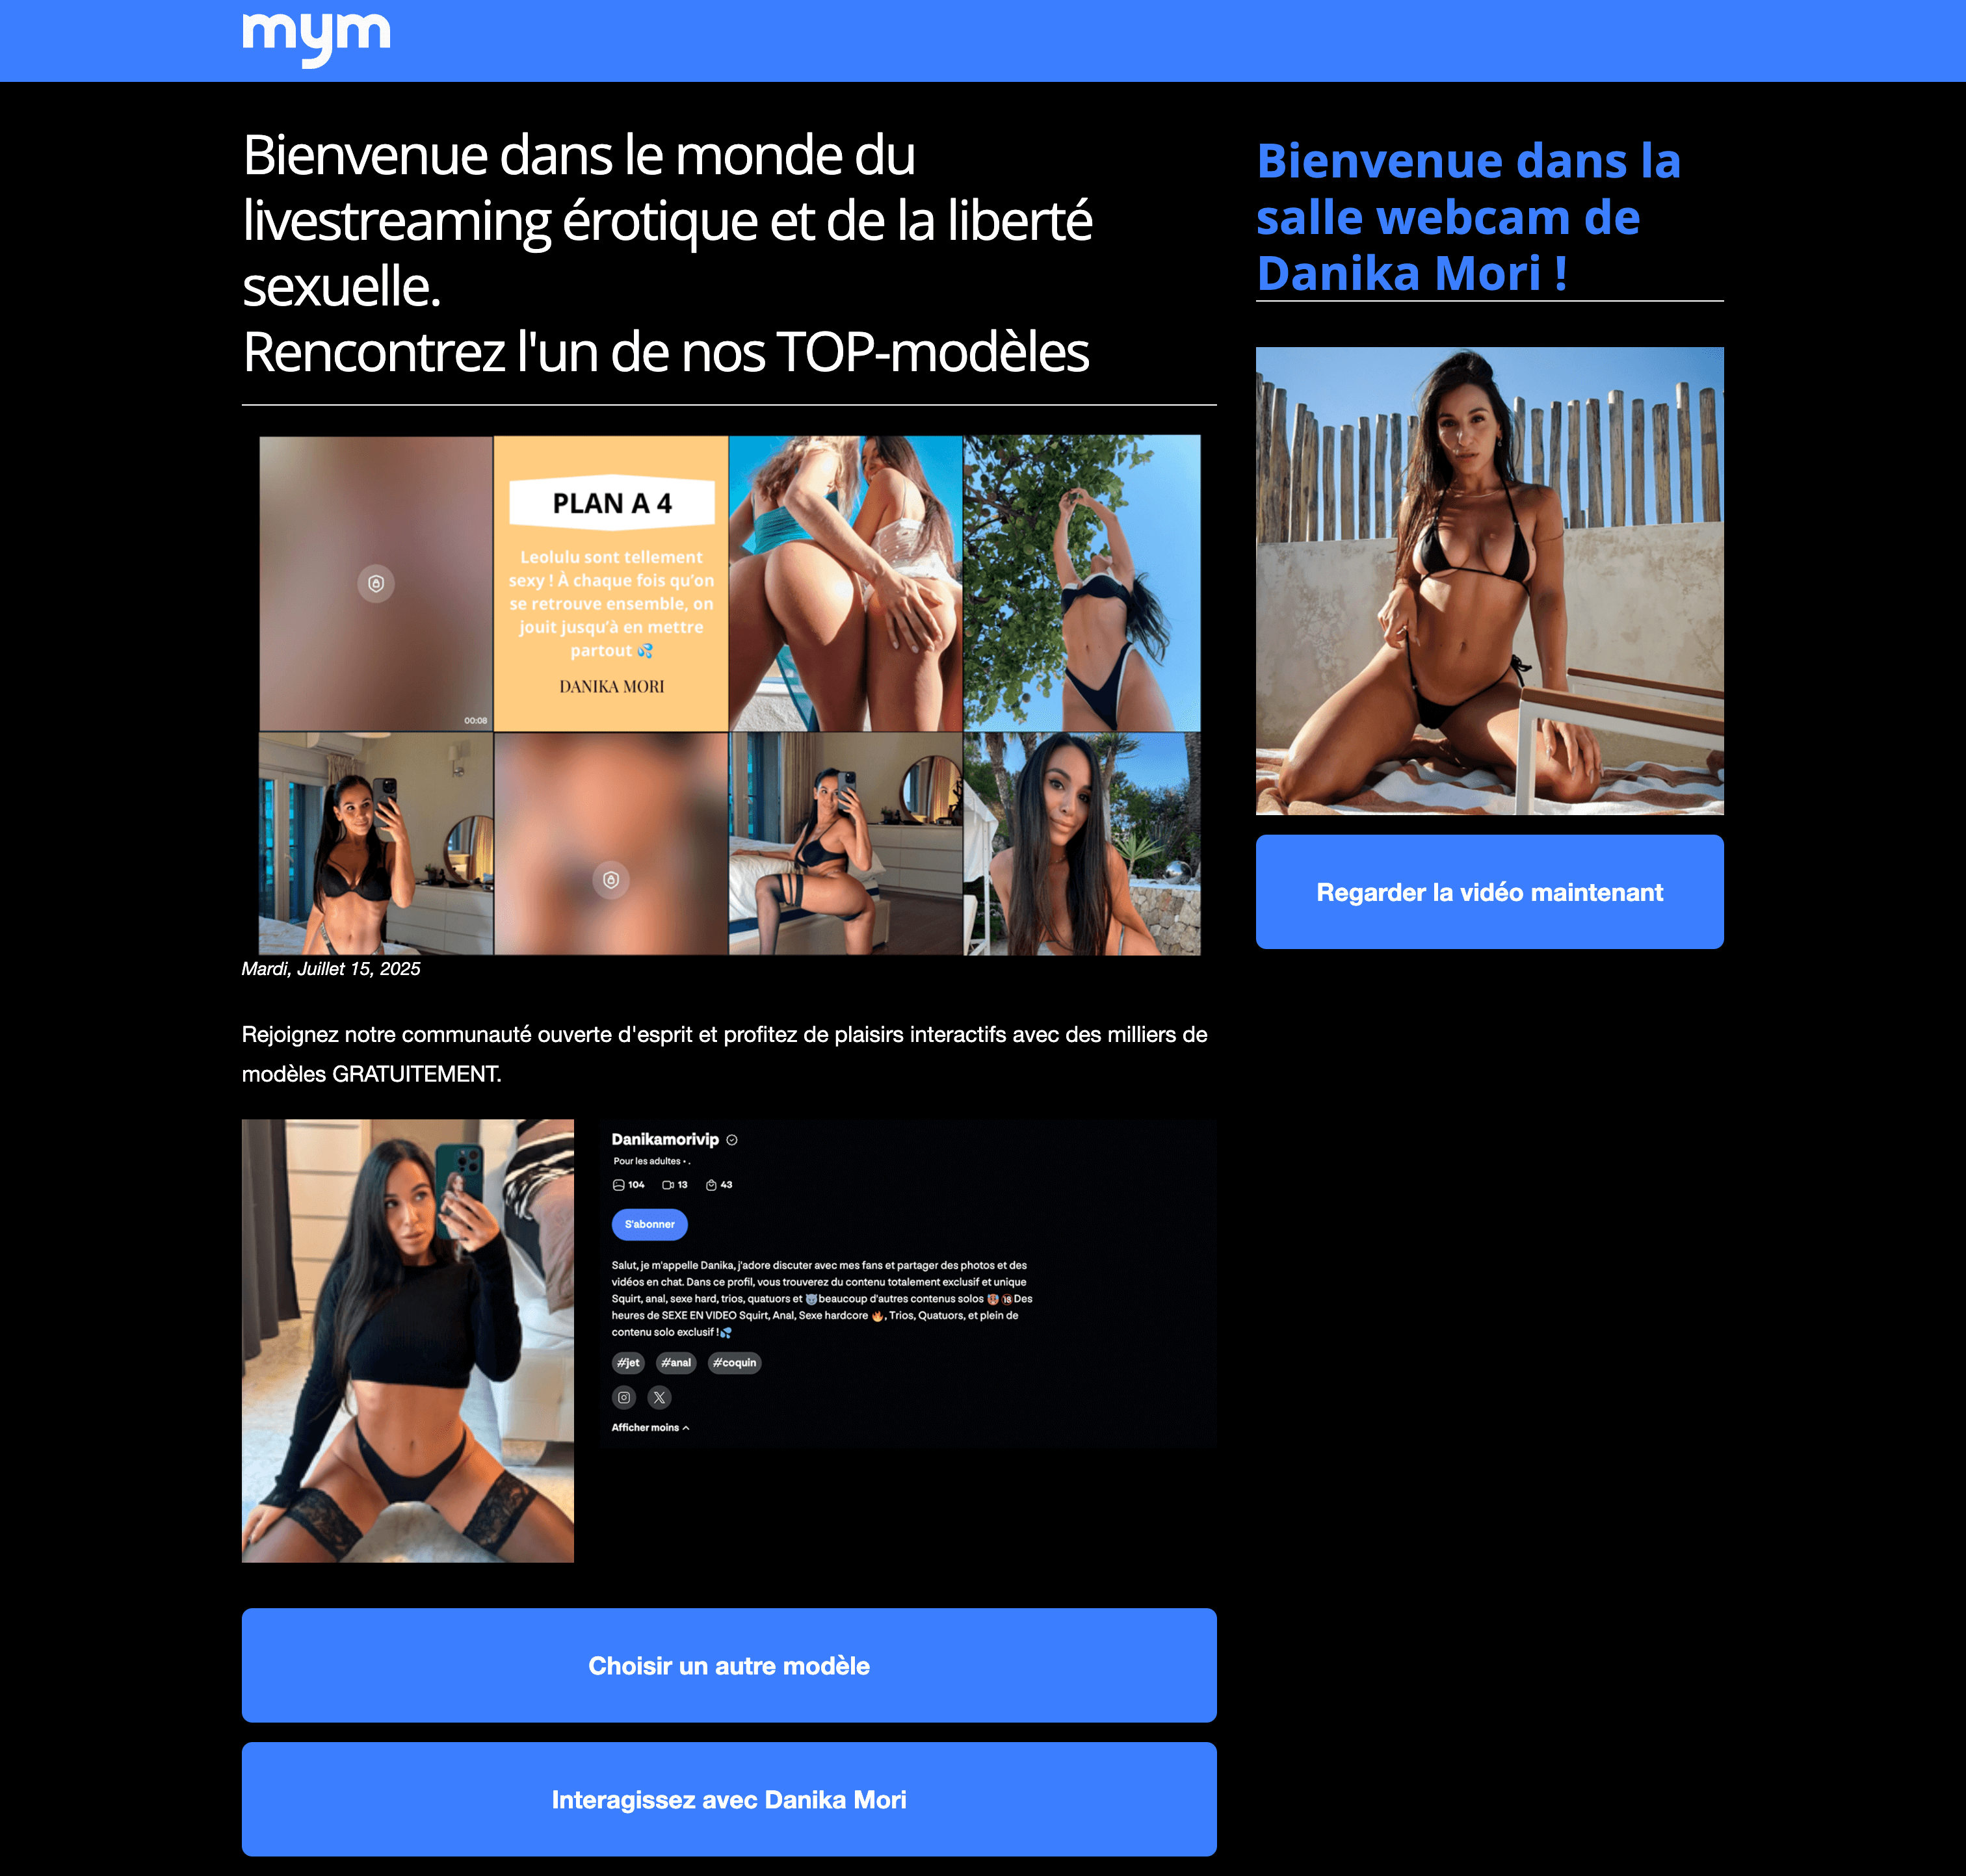 mym
Bienvenue dans le monde du
livestreaming érotique et de la liberté
sexuelle.
Rencontrez l'un de nos TOP-modèles
PLAN A 4
Leolulu sont tellement
sexy ! À chaque fois qu'on
se retrouve ensemble, on
jouit jusqu'à en mettre
partout 💦
DANIKA MORI
00:08
Mardi, Juillet 15, 2025
Rejoignez notre communauté ouverte d'esprit et profitez de plaisirs interactifs avec des milliers de
modèles GRATUITEMENT.
Danikamorivip
Pour les adultes • .
104 13 43
S'abonner
Salut, je m'appelle Danika, j'adore discuter avec mes fans et partager des photos et des
vidéos en chat. Dans ce profil, vous trouverez du contenu totalement exclusif et unique
Squirt, anal, sexe hard, trios, quatuors et 😈beaucoup d'autres contenus solos 🥵🔞Des
heures de SEXE EN VIDEO Squirt, Anal, Sexe hardcore 🔥, Trios, Quatuors, et plein de
contenu solo exclusif !💦
#jet #anal #coquin
Afficher moins
Choisir un autre modèle
Interagissez avec Danika Mori
Bienvenue dans la
salle webcam de
Danika Mori !
Regarder la vidéo maintenant